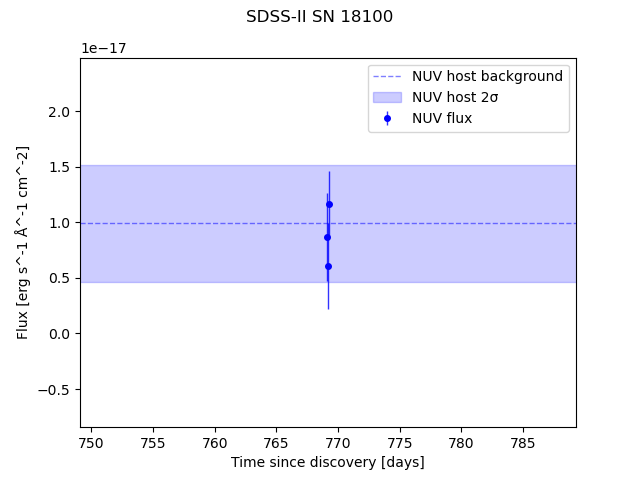 SDSS-II SN 18100
1e−17
NUV host background
NUV host 2σ
NUV flux
2.0
1.5
1.0
0.5
0.0
−0.5
Flux [erg s^-1 Å^-1 cm^-2]
750 755 760 765 770 775 780 785
Time since discovery [days]